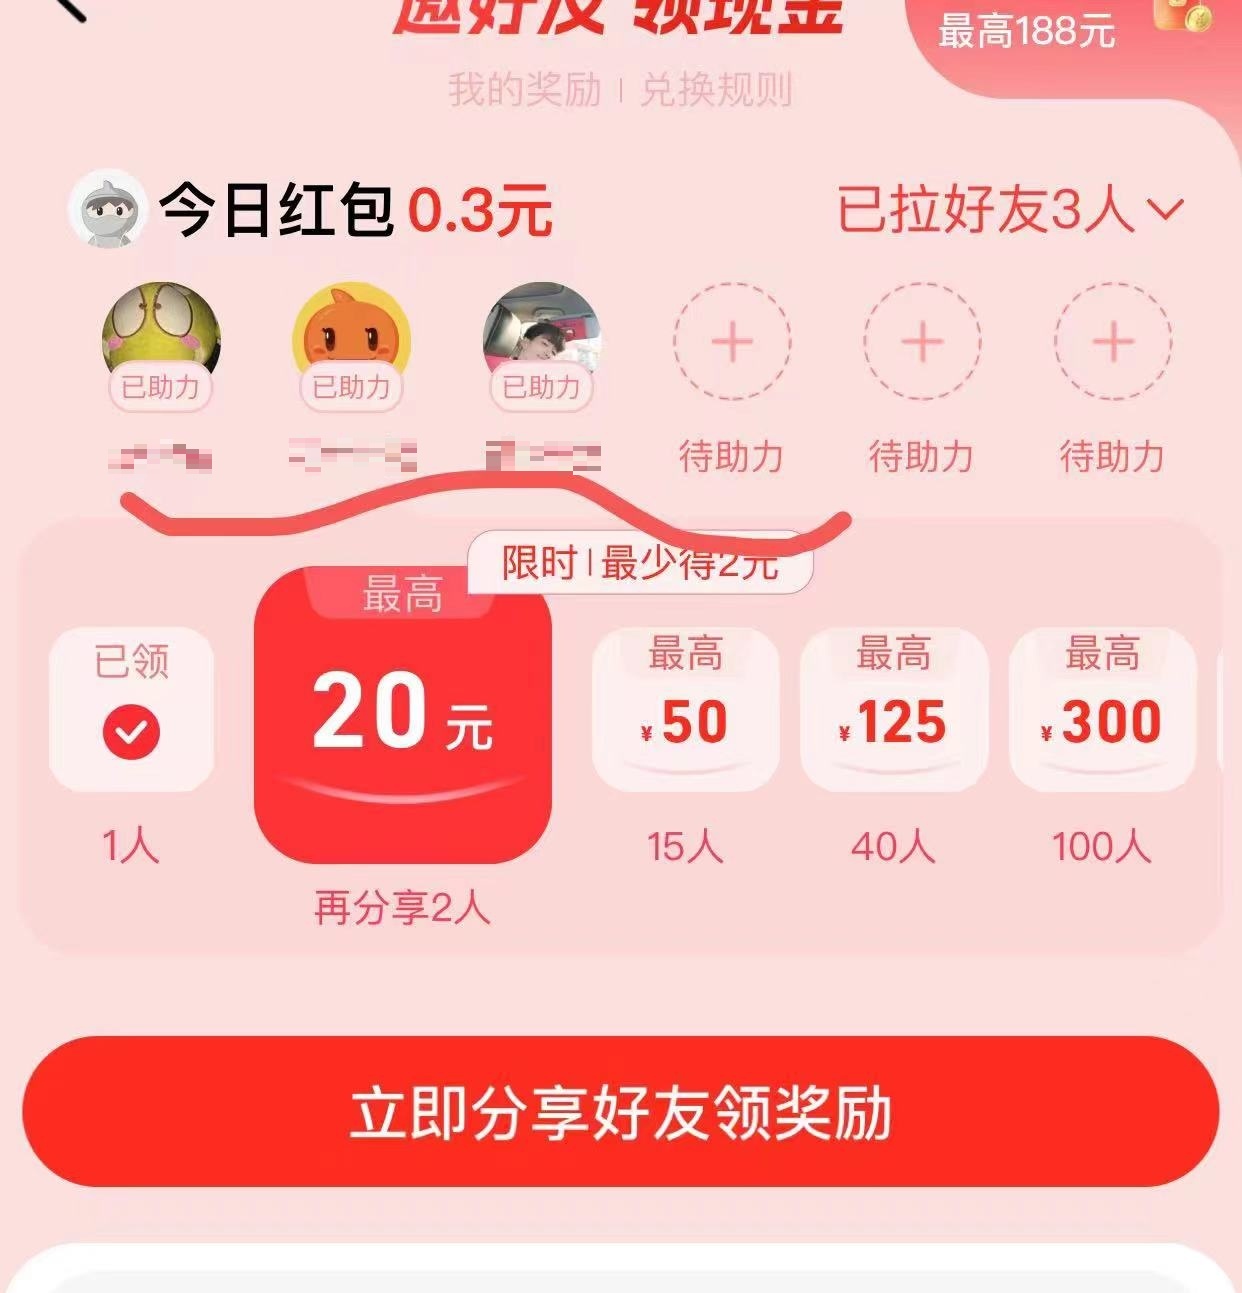 邀好友 领现金
最高188元
我的奖励 | 兑换规则
今日红包 0.3元
已拉好友3人
已助力
已助力
已助力
待助力
待助力
待助力
限时 | 最少得2元
已领
1人
最高
20元
再分享2人
最高
¥50
15人
最高
¥125
40人
最高
¥300
100人
立即分享好友领奖励